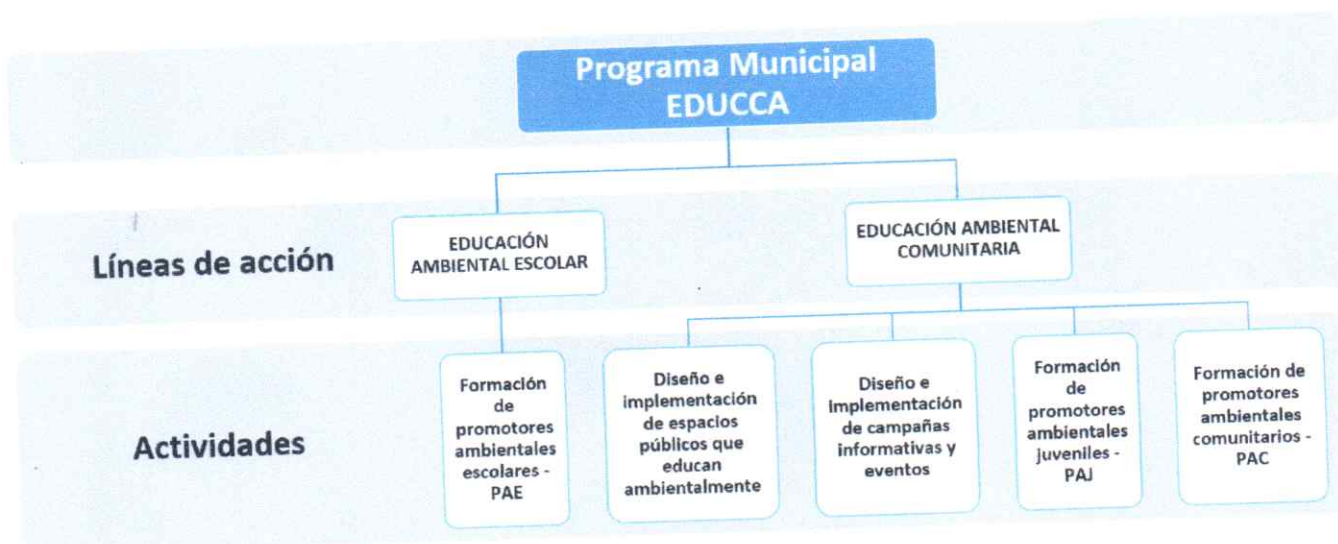 Programa Municipal
EDUCCA
Líneas de acción
EDUCACIÓN
AMBIENTAL ESCOLAR
EDUCACIÓN AMBIENTAL
COMUNITARIA
Actividades
Formación
de
promotores
ambientales
escolares -
PAE
Diseño e
implementación
de espacios
públicos que
educan
ambientalmente
Diseño e
implementación
de campañas
informativas y
eventos
Formación
de
promotores
ambientales
juveniles -
PAJ
Formación de
promotores
ambientales
comunitarios -
PAC